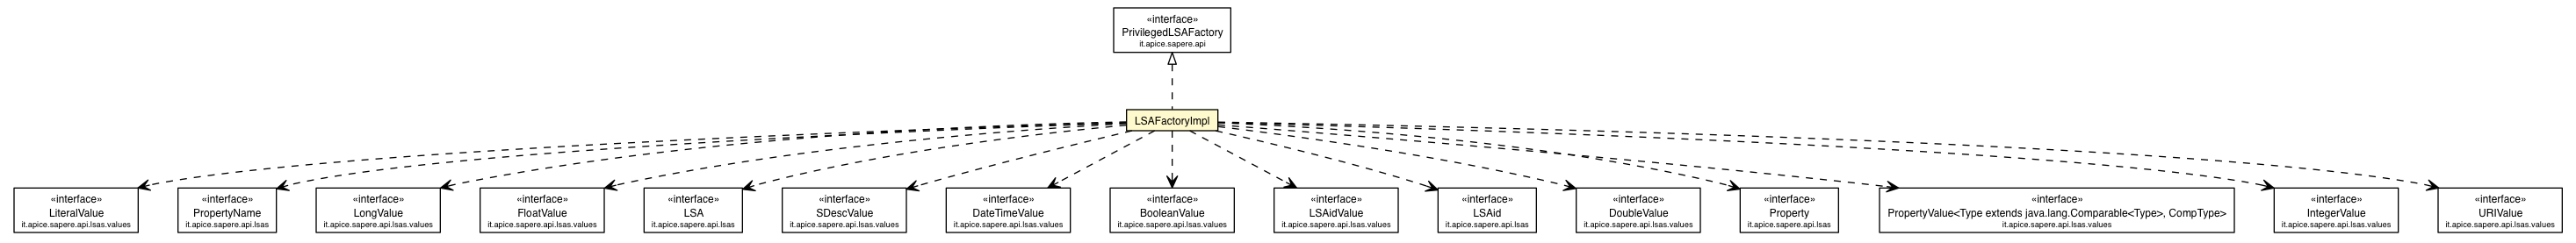 «interface»
PrivilegedLSAFactory
it.apice.sapere.api
LSAFactoryImpl
«interface»
LiteralValue
it.apice.sapere.api.lsas.values
«interface»
PropertyName
it.apice.sapere.api.lsas
«interface»
LongValue
it.apice.sapere.api.lsas.values
«interface»
FloatValue
it.apice.sapere.api.lsas.values
«interface»
LSA
it.apice.sapere.api.lsas
«interface»
SDescValue
it.apice.sapere.api.lsas.values
«interface»
DateTimeValue
it.apice.sapere.api.lsas.values
«interface»
BooleanValue
it.apice.sapere.api.lsas.values
«interface»
LSAidValue
it.apice.sapere.api.lsas.values
«interface»
LSAid
it.apice.sapere.api.lsas
«interface»
DoubleValue
it.apice.sapere.api.lsas.values
«interface»
Property
it.apice.sapere.api.lsas
«interface»
PropertyValue<Type extends java.lang.Comparable<Type>, CompType>
it.apice.sapere.api.lsas.values
«interface»
IntegerValue
it.apice.sapere.api.lsas.values
«interface»
URIValue
it.apice.sapere.api.lsas.values